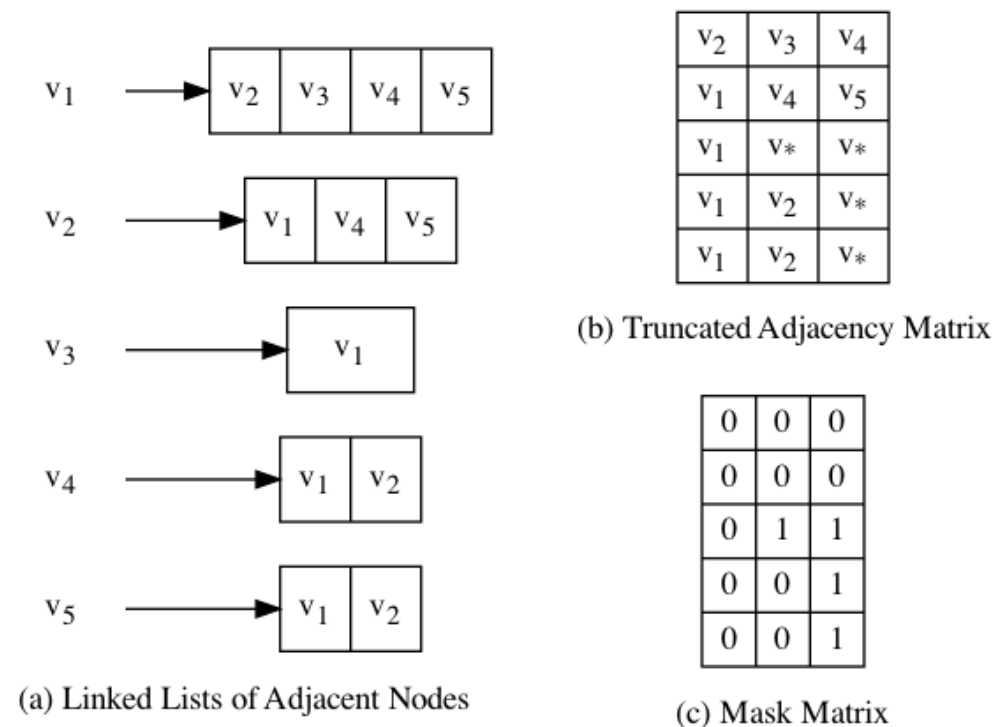 v1 v2 v3 v4 v5
v2 v1 v4 v5
v3 v1
v4 v1 v2
v5 v1 v2
(a) Linked Lists of Adjacent Nodes
v2 v3 v4
v1 v4 v5
v1 v* v*
v1 v2 v*
v1 v2 v*
(b) Truncated Adjacency Matrix
0 0 0
0 0 0
0 1 1
0 0 1
0 0 1
(c) Mask Matrix